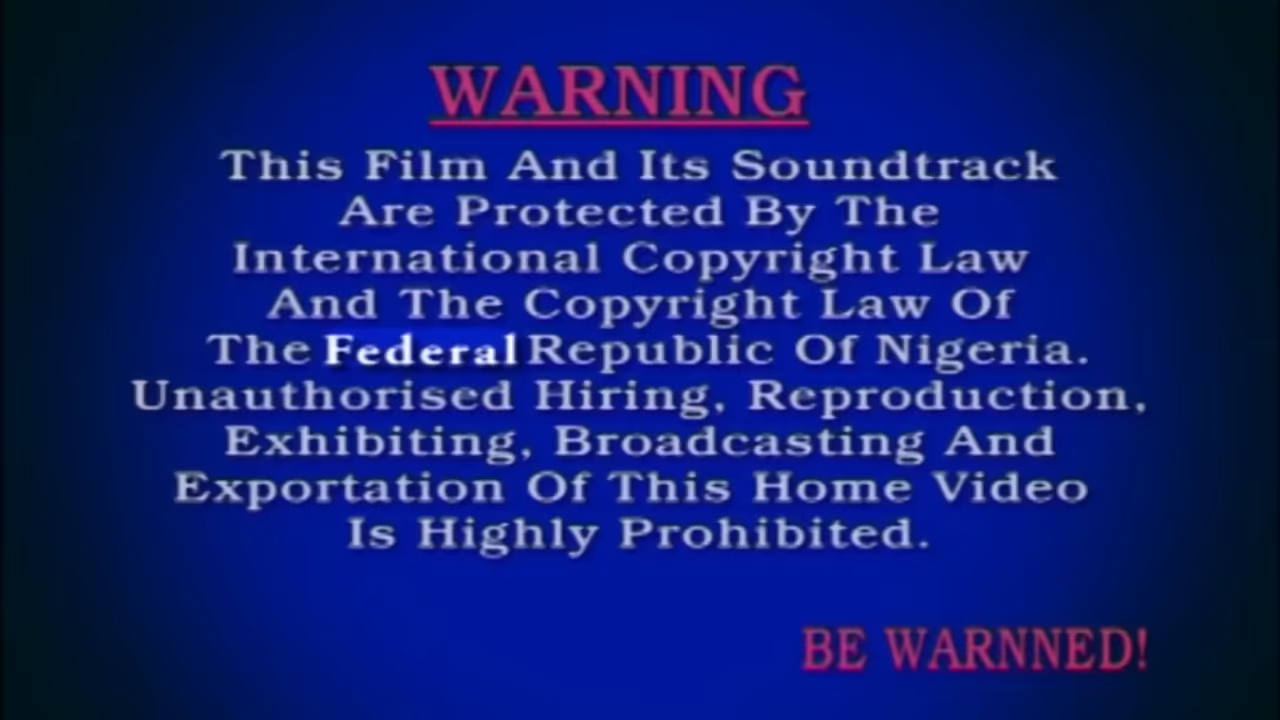 WARNING
This Film And Its Soundtrack
Are Protected By The
International Copyright Law
And The Copyright Law Of
The Federal Republic Of Nigeria.
Unauthorised Hiring, Reproduction,
Exhibiting, Broadcasting And
Exportation Of This Home Video
Is Highly Prohibited.
BE WARNNED!